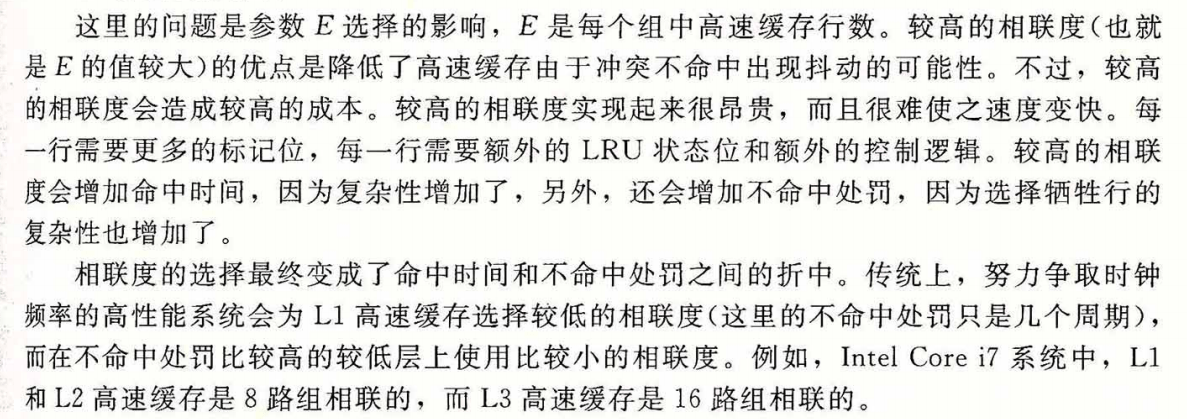 这里的问题是参数 E 选择的影响，E 是每个组中高速缓存行数。较高的相联度(也就
是 E 的值较大)的优点是降低了高速缓存由于冲突不命中出现抖动的可能性。不过，较高
的相联度会造成较高的成本。较高的相联度实现起来很昂贵，而且很难使之速度变快。每
一行需要更多的标记位，每一行需要额外的 LRU 状态位和额外的控制逻辑。较高的相联
度会增加命中时间，因为复杂性增加了，另外，还会增加不命中处罚，因为选择牺牲行的
复杂性也增加了。
相联度的选择最终变成了命中时间和不命中处罚之间的折中。传统上，努力争取时钟
频率的高性能系统会为 L1 高速缓存选择较低的相联度(这里的不命中处罚只是几个周期)，
而在不命中处罚比较高的较低层上使用比较小的相联度。例如，Intel Core i7 系统中，L1
和 L2 高速缓存是 8 路组相联的，而 L3 高速缓存是 16 路组相联的。